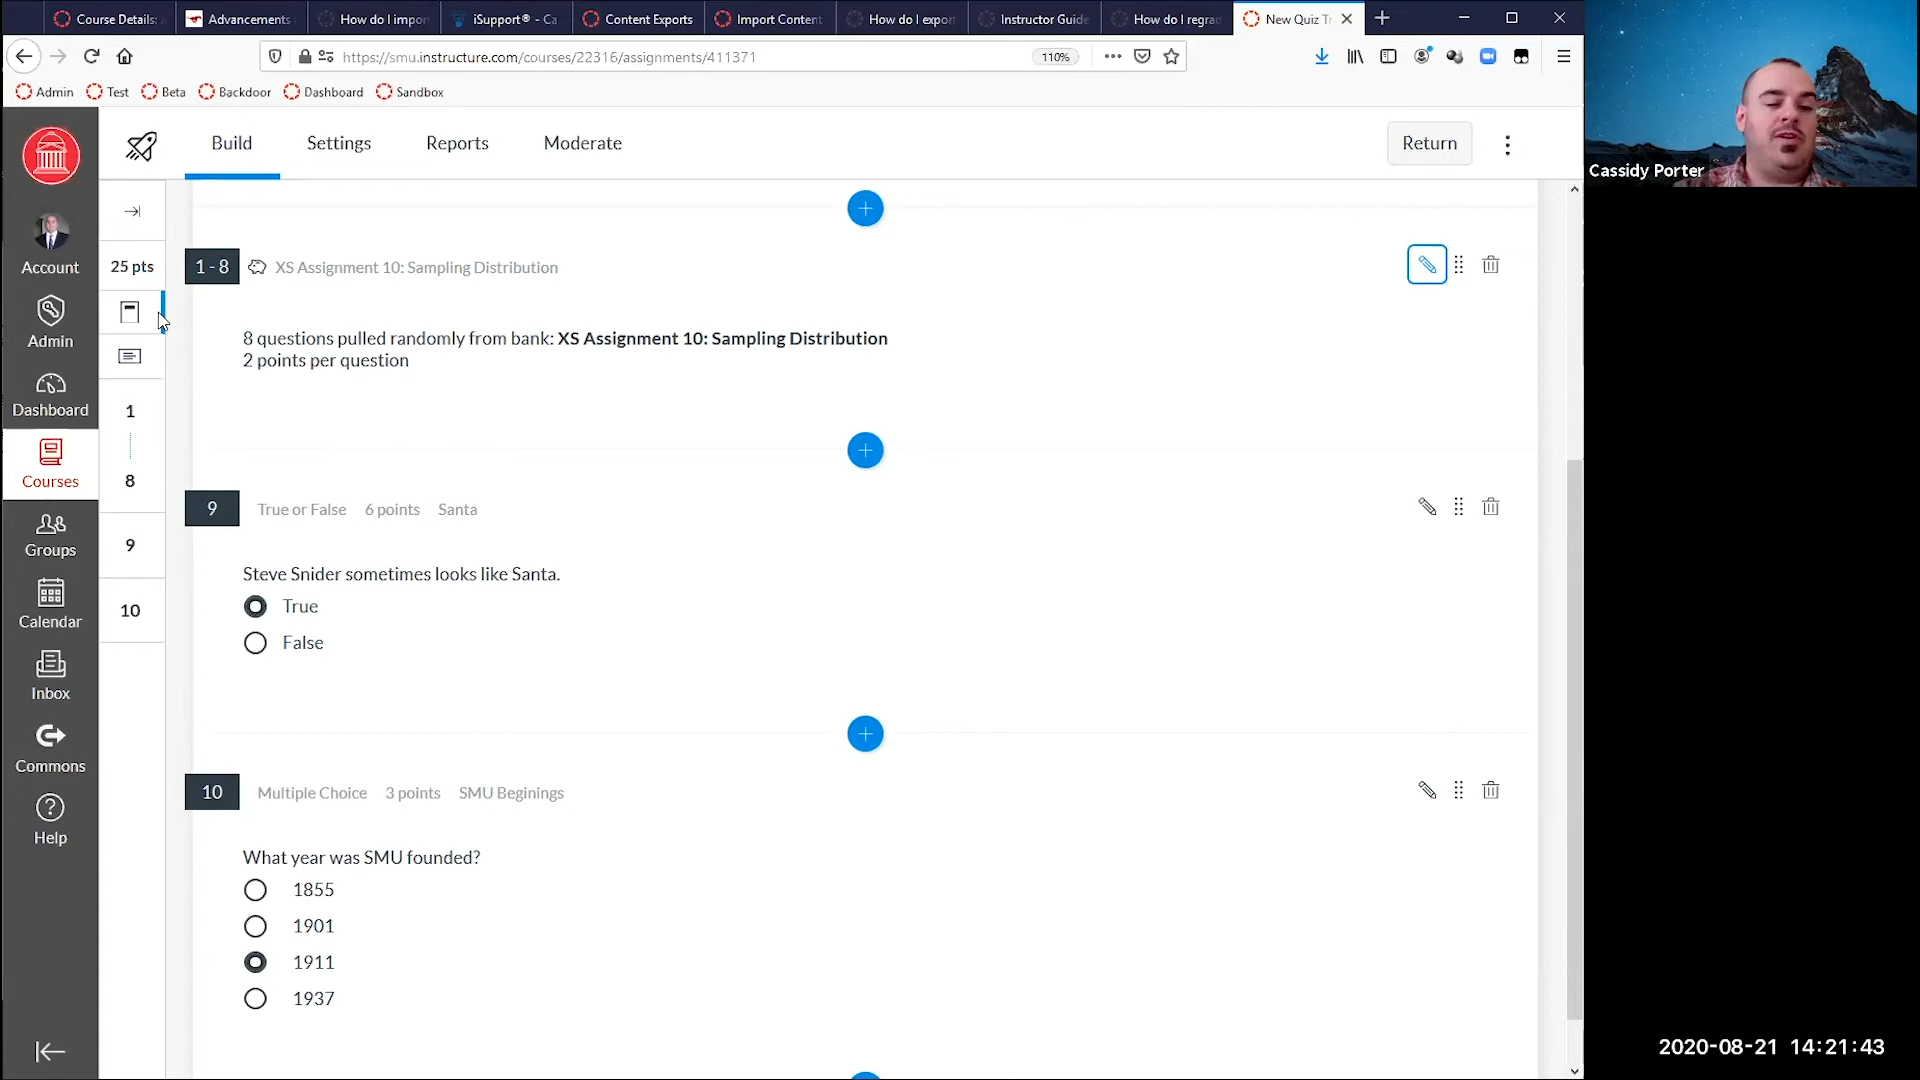 Course Details:
Advancements
How do I impor
iSupport® - Ca
Content Exports
Import Content
How do I export
Instructor Guide
How do I regrad
New Quiz Tr
https://smu.instructure.com/courses/22316/assignments/411371
110%
Admin
Test
Beta
Backdoor
Dashboard
Sandbox
Cassidy Porter
Build
Settings
Reports
Moderate
Return
Account
Admin
Dashboard
Courses
Groups
Calendar
Inbox
Commons
Help
25 pts
1
8
9
10
1 - 8
XS Assignment 10: Sampling Distribution
8 questions pulled randomly from bank: XS Assignment 10: Sampling Distribution
2 points per question
9
True or False 6 points Santa
Steve Snider sometimes looks like Santa.
True
False
10
Multiple Choice 3 points SMU Beginings
What year was SMU founded?
1855
1901
1911
1937
2020-08-21 14:21:43